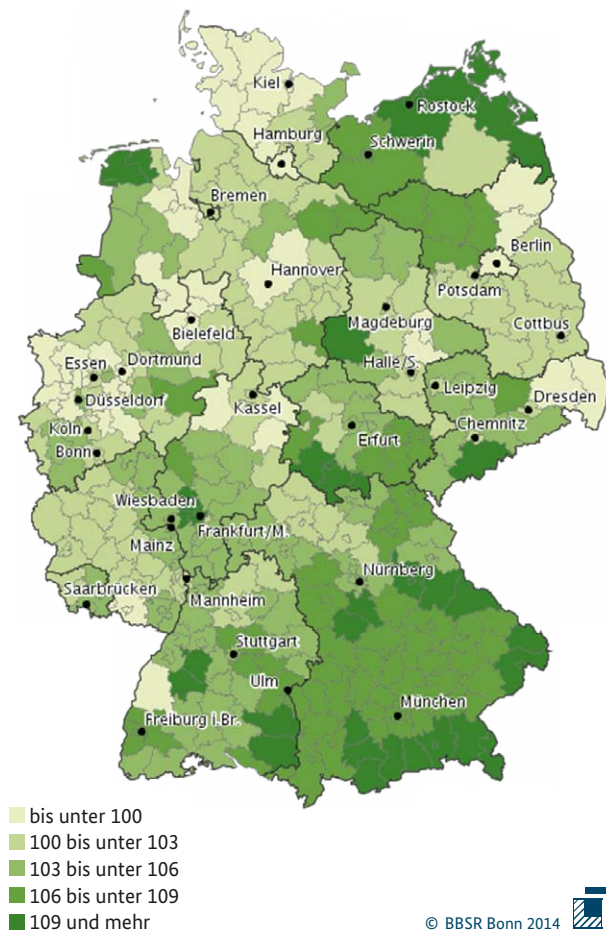 Kiel
Rostock
Hamburg
Schwerin
Bremen
Berlin
Hannover
Potsdam
Magdeburg
Bielefeld
Cottbus
Essen
Dortmund
Halle/S.
Leipzig
Düsseldorf
Kassel
Dresden
Köln
Chemnitz
Erfurt
Bonn
Wiesbaden
Frankfurt/M.
Mainz
Nürnberg
Saarbrücken
Mannheim
Stuttgart
Ulm
München
Freiburg i.Br.
bis unter 100
100 bis unter 103
103 bis unter 106
106 bis unter 109
109 und mehr
© BBSR Bonn 2014